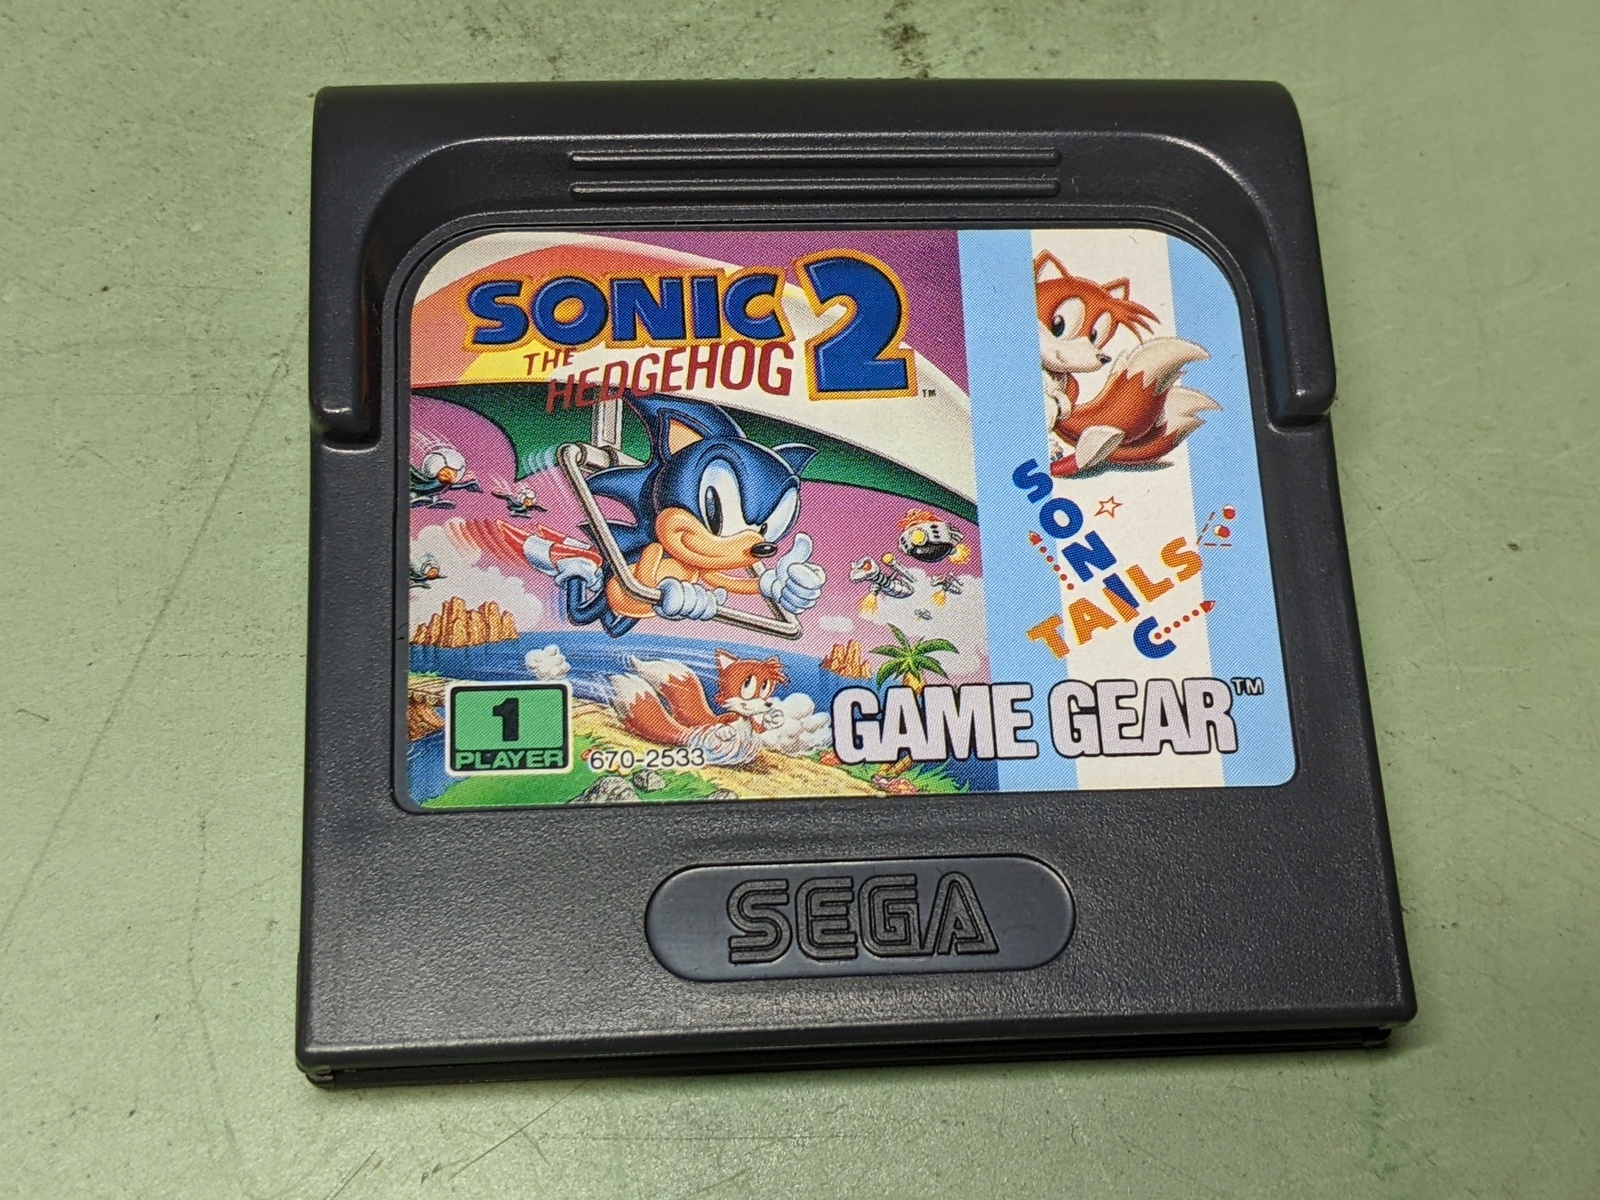 SONIC 2
THE
HEDGEHOG
TM
SONIC
TAILS
1
PLAYER
670-2533
GAME GEAR™
SEGA